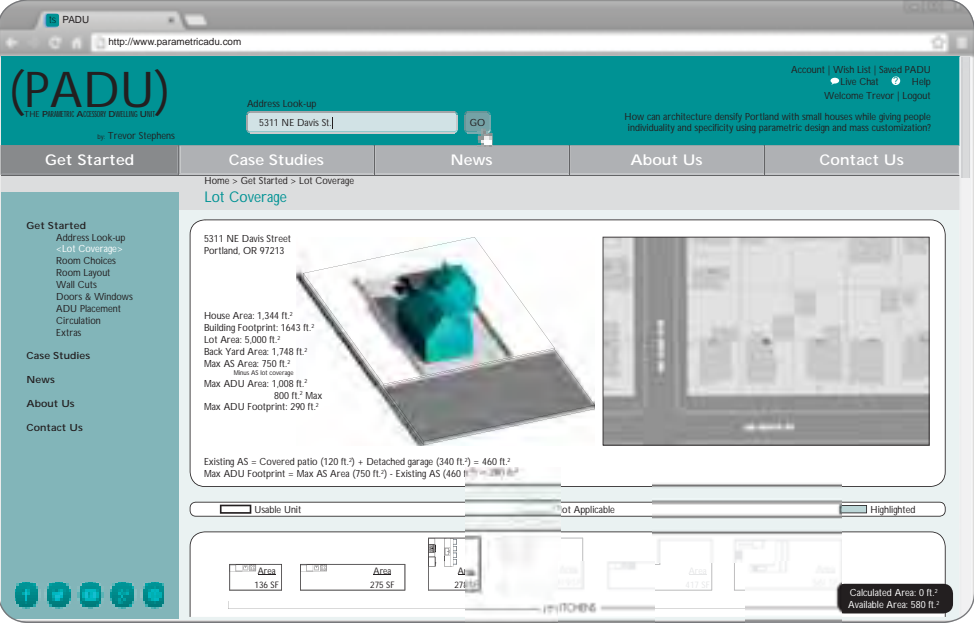 PADU
http://www.parametricadu.com
(PADU)
THE PARAMETRIC ACCESSORY DWELLING UNIT
by Trevor Stephens
Address Look-up
5311 NE Davis St.
GO
Account | Wish List | Saved PADU
Live Chat ? Help
Welcome Trevor | Logout
How can architecture densify Portland with small houses while giving people
individuality and specificity using parametric design and mass customization?
Get Started
Case Studies
News
About Us
Contact Us
Home > Get Started > Lot Coverage
Lot Coverage
Get Started
Address Look-up
<Lot Coverage>
Room Choices
Room Layout
Wall Cuts
Doors & Windows
ADU Placement
Circulation
Extras
Case Studies
News
About Us
Contact Us
5311 NE Davis Street
Portland, OR 97213
House Area: 1,344 ft.²
Building Footprint: 1643 ft.²
Lot Area: 5,000 ft.²
Back Yard Area: 1,748 ft.²
Max AS Area: 750 ft.²
Minus AS lot coverage
Max ADU Area: 1,008 ft.²
800 ft.² Max
Max ADU Footprint: 290 ft.²
Existing AS = Covered patio (120 ft.²) + Detached garage (340 ft.²) = 460 ft.²
Max ADU Footprint = Max AS Area (750 ft.²) - Existing AS (460
Usable Unit
Applicable
Highlighted
Area
136 SF
Area
275 SF
Area
Calculated Area: 0 ft.²
Available Area: 580 ft.²